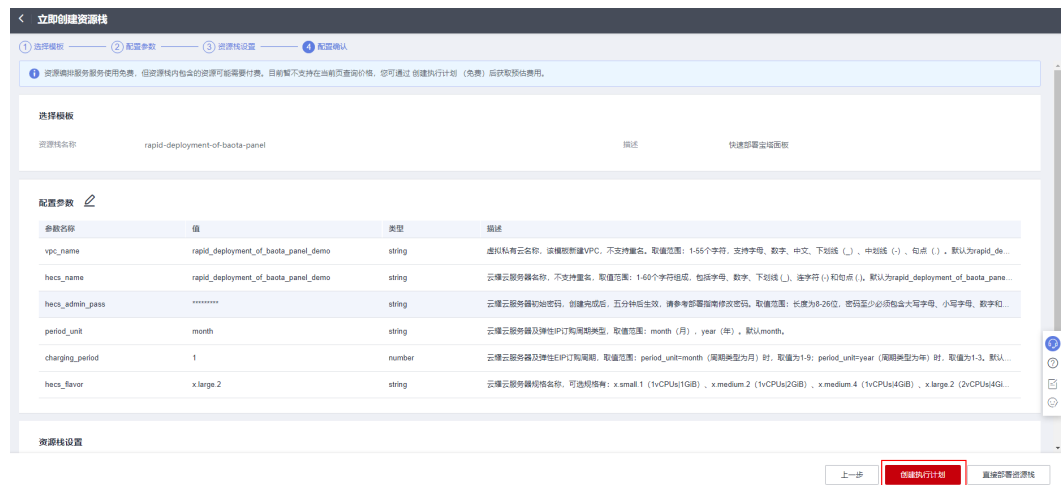 立即创建资源栈
1 选择模板 2 配置参数 3 资源栈设置 4 配置确认
资源编排服务服务使用免费，但资源栈内包含的资源可能需要付费。目前暂不支持在当前页查询价格，您可通过 创建执行计划 （免费）后获取预估费用。
选择模板
资源栈名称 rapid-deployment-of-baota-panel 描述 快速部署宝塔面板
配置参数
参数名称 值 类型 描述
vpc_name rapid_deployment_of_baota_panel_demo string 虚拟私有云名称，该模板新建VPC，不支持重名。取值范围：1-55个字符，支持字母、数字、中文、下划线（_）、中划线（-）、句点（.）。默认为rapid_de...
hecs_name rapid_deployment_of_baota_panel_demo string 云耀云服务器名称，不支持重名。取值范围：1-60个字符组成，包括字母、数字、下划线 (_)、连字符 (-) 和句点 (.)。默认为rapid_deployment_of_baota_pane...
hecs_admin_pass ********* string 云耀云服务器初始密码，创建完成后，五分钟后生效，请参考部署指南修改密码。取值范围：长度为8-26位，密码至少必须包含大写字母、小写字母、数字和...
period_unit month string 云耀云服务器及弹性IP订购周期类型，取值范围：month（月），year（年）。默认month。
charging_period 1 number 云耀云服务器及弹性EIP订购周期，取值范围：period_unit=month（周期类型为月）时，取值为1-9；period_unit=year（周期类型为年）时，取值为1-3。默认...
hecs_flavor x.large.2 string 云耀云服务器规格名称，可选规格有：x.small.1（1vCPUs|1GiB）、x.medium.2（1vCPUs|2GiB）、x.medium.4（1vCPUs|4GiB）、x.large.2（2vCPUs|4Gi...
资源栈设置
上一步 创建执行计划 直接部署资源栈